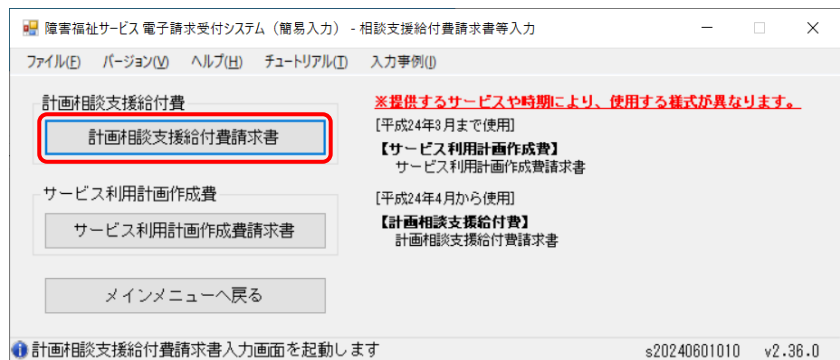 障害福祉サービス 電子請求受付システム（簡易入力） - 相談支援給付費請求書等入力
ファイル(F) バージョン(V) ヘルプ(H) チュートリアル(T) 入力事例(I)
計画相談支援給付費
計画相談支援給付費請求書
※提供するサービスや時期により、使用する様式が異なります。
[平成24年3月まで使用]
【サービス利用計画作成費】
サービス利用計画作成費請求書
サービス利用計画作成費
サービス利用計画作成費請求書
[平成24年4月から使用]
【計画相談支援給付費】
計画相談支援給付費請求書
メインメニューへ戻る
計画相談支援給付費請求書入力画面を起動します s20240601010 v2.36.0